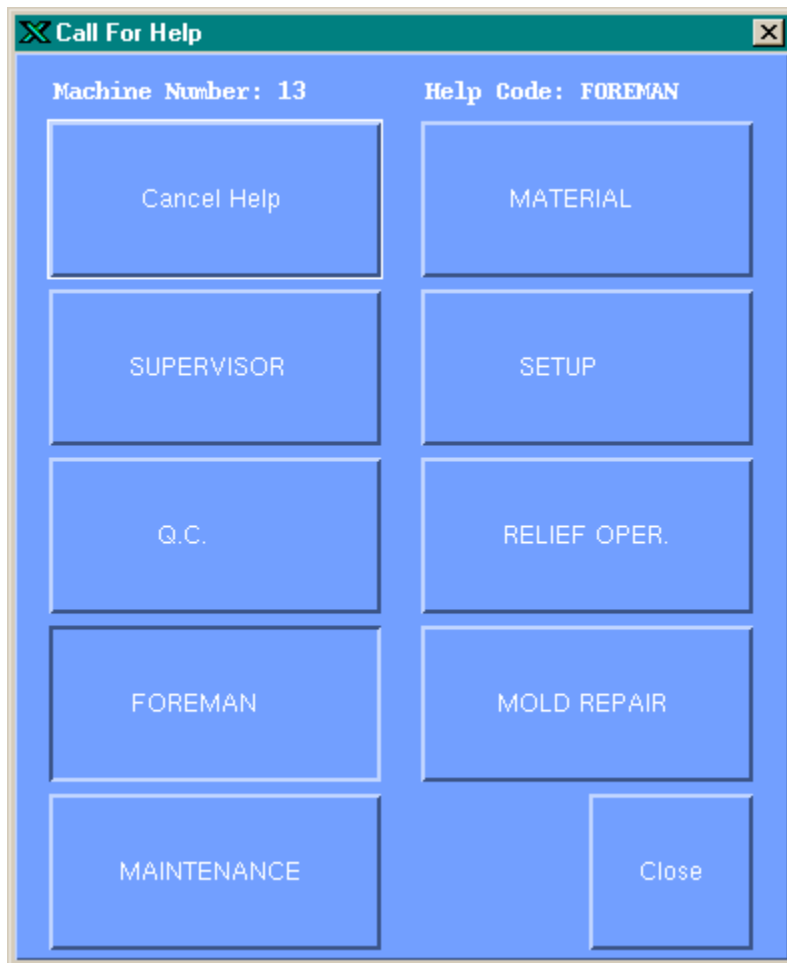 Call For Help
Machine Number: 13 Help Code: FOREMAN
Cancel Help MATERIAL
SUPERVISOR SETUP
Q.C. RELIEF OPER.
FOREMAN MOLD REPAIR
MAINTENANCE Close